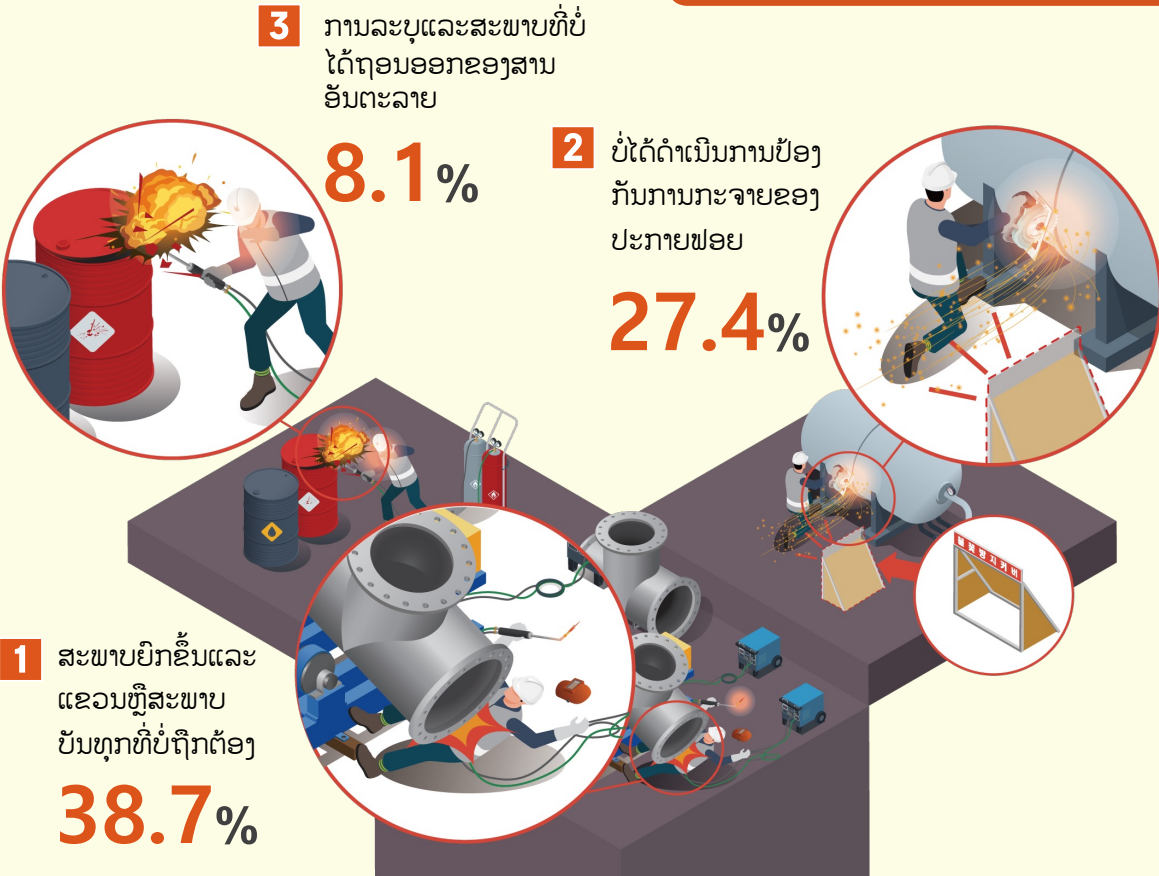 1
ສະພາບຍົກຂຶ້ນແລະ
ແຂວນຫຼືສະພາບ
ບັນທຸກທີ່ບໍ່ຖືກຕ້ອງ
38.7%
2
ບໍ່ໄດ້ດຳເນີນການປ້ອງ
ກັນການກະຈາຍຂອງ
ປະກາຍຟອຍ
27.4%
3
ການລະບຸແລະສະພາບທີ່ບໍ່
ໄດ້ຖອນອອກຂອງສານ
ອັນຕະລາຍ
8.1%
불꽃방지커버